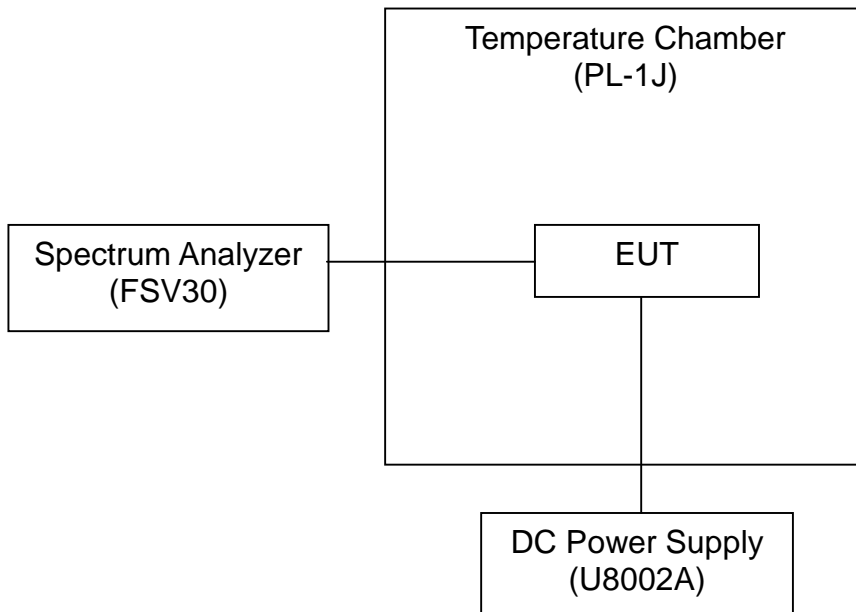 Temperature Chamber
(PL-1J)
Spectrum Analyzer
(FSV30)
EUT
DC Power Supply
(U8002A)